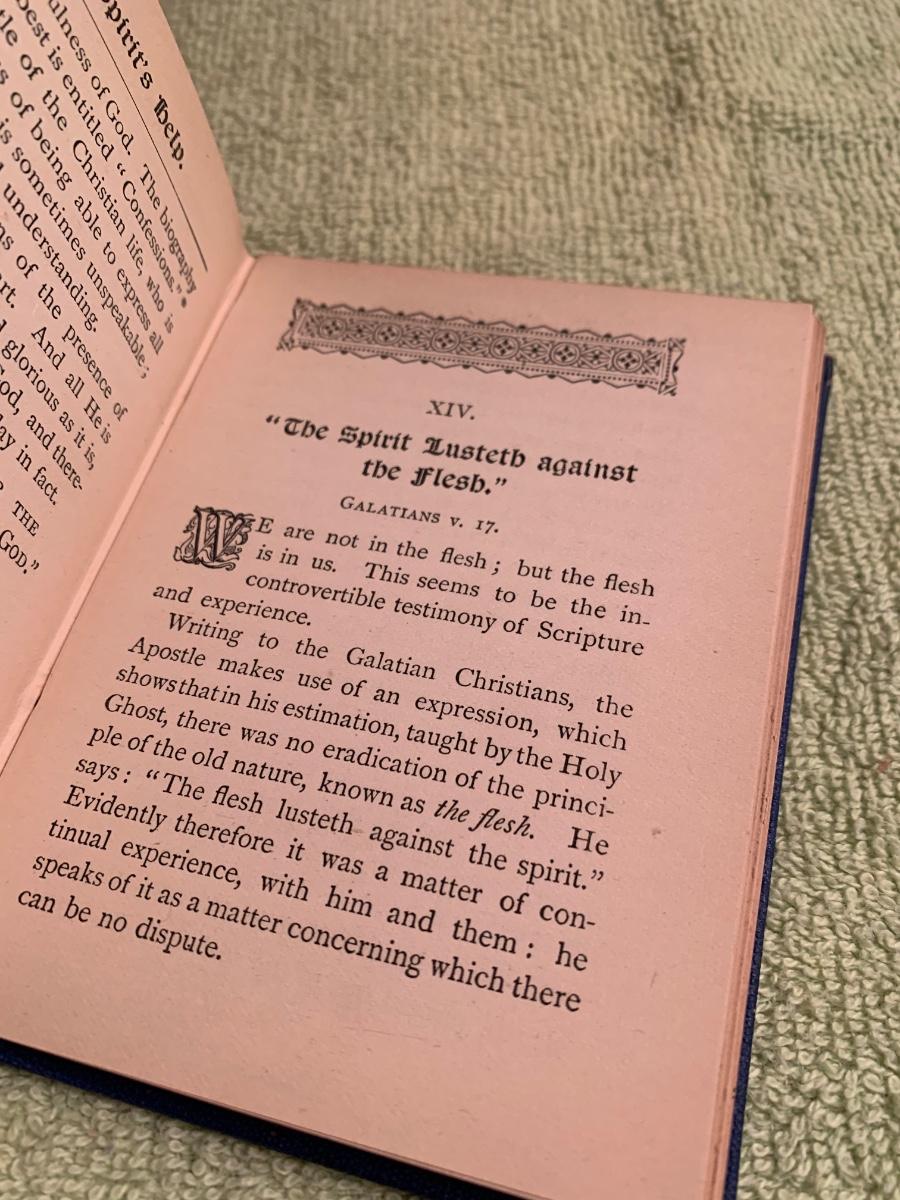 Spirit's Help.
ulness of God. The biography
best is entitled "Confessions."*
tle of the Christian life, who is
s of being able to express all
is sometimes unspeakable;
understanding.
ns of the presence of
rt. And all He is
glorious as it is,
od, and there-
lay in fact.
THE
GOD."
XIV.
"The Spirit Lusteth against
the Flesh."
GALATIANS v. 17.
WE are not in the flesh; but the flesh
is in us. This seems to be the in-
controvertible testimony of Scripture
and experience.
Writing to the Galatian Christians, the
Apostle makes use of an expression, which
shows that in his estimation, taught by the Holy
Ghost, there was no eradication of the princi-
ple of the old nature, known as the flesh. He
says: "The flesh lusteth against the spirit."
Evidently therefore it was a matter of con-
tinual experience, with him and them: he
speaks of it as a matter concerning which there
can be no dispute.